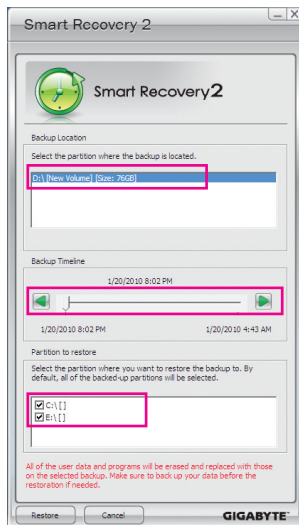 Smart Recovery 2
Smart Recovery2
Backup Location
Select the partition where the backup is located.
D:\ [New Volume] [Size: 76GB]
Backup Timeline
1/20/2010 8:02 PM
1/20/2010 8:02 PM 1/20/2010 4:43 AM
Partition to restore
Select the partition where you want to restore the backup to. By
default, all of the backed-up partitions will be selected.
C:\ [ ]
E:\ [ ]
All of the user data and programs will be erased and replaced with those
on the selected backup. Make sure to back up your data before the
restoration if needed.
Restore Cancel GIGABYTE™